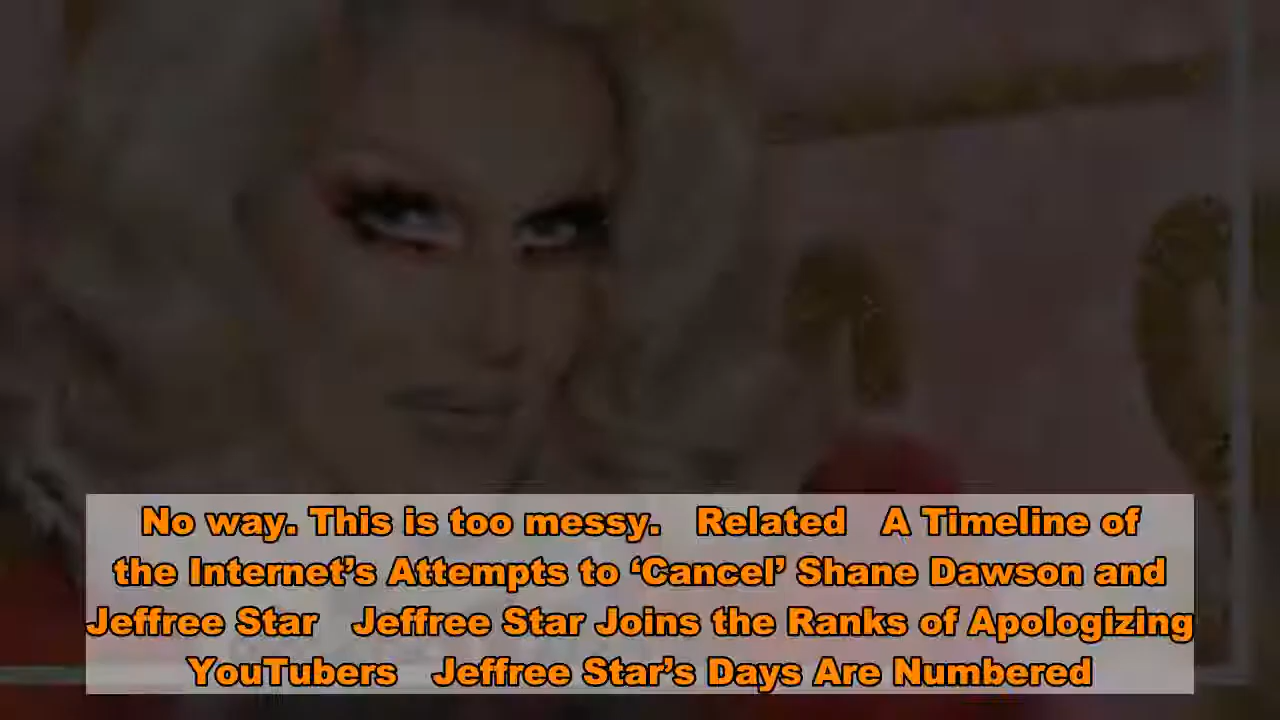 No way. This is too messy.   Related   A Timeline of
the Internet’s Attempts to ‘Cancel’ Shane Dawson and
Jeffree Star   Jeffree Star Joins the Ranks of Apologizing
YouTubers   Jeffree Star’s Days Are Numbered